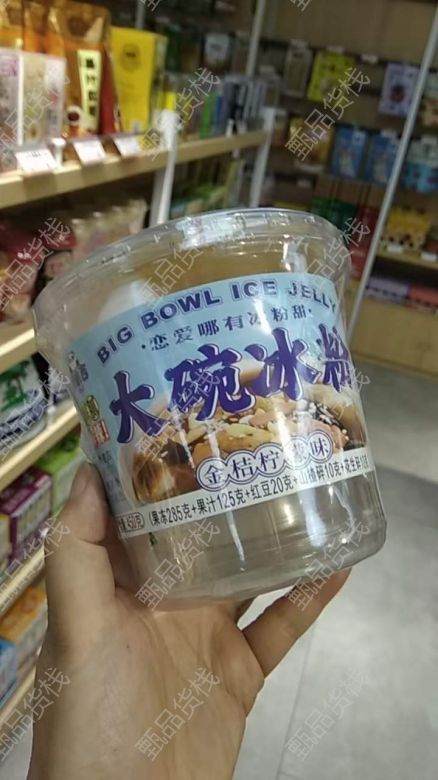 BIG BOWL ICE JELLY
·恋爱哪有冰粉甜·
大碗冰粉
金桔柠檬味
(果冻285克+果汁125克+红豆20克+山楂碎10克+花生碎
甄品货栈